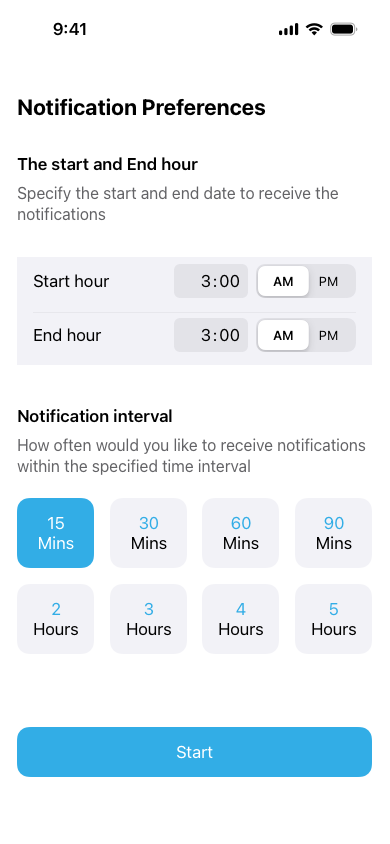 9:41
Notification Preferences
The start and End hour
Specify the start and end date to receive the
notifications
Start hour 3:00 AM PM
End hour 3:00 AM PM
Notification interval
How often would you like to receive notifications
within the specified time interval
15 30 60 90
Mins Mins Mins Mins
2 3 4 5
Hours Hours Hours Hours
Start